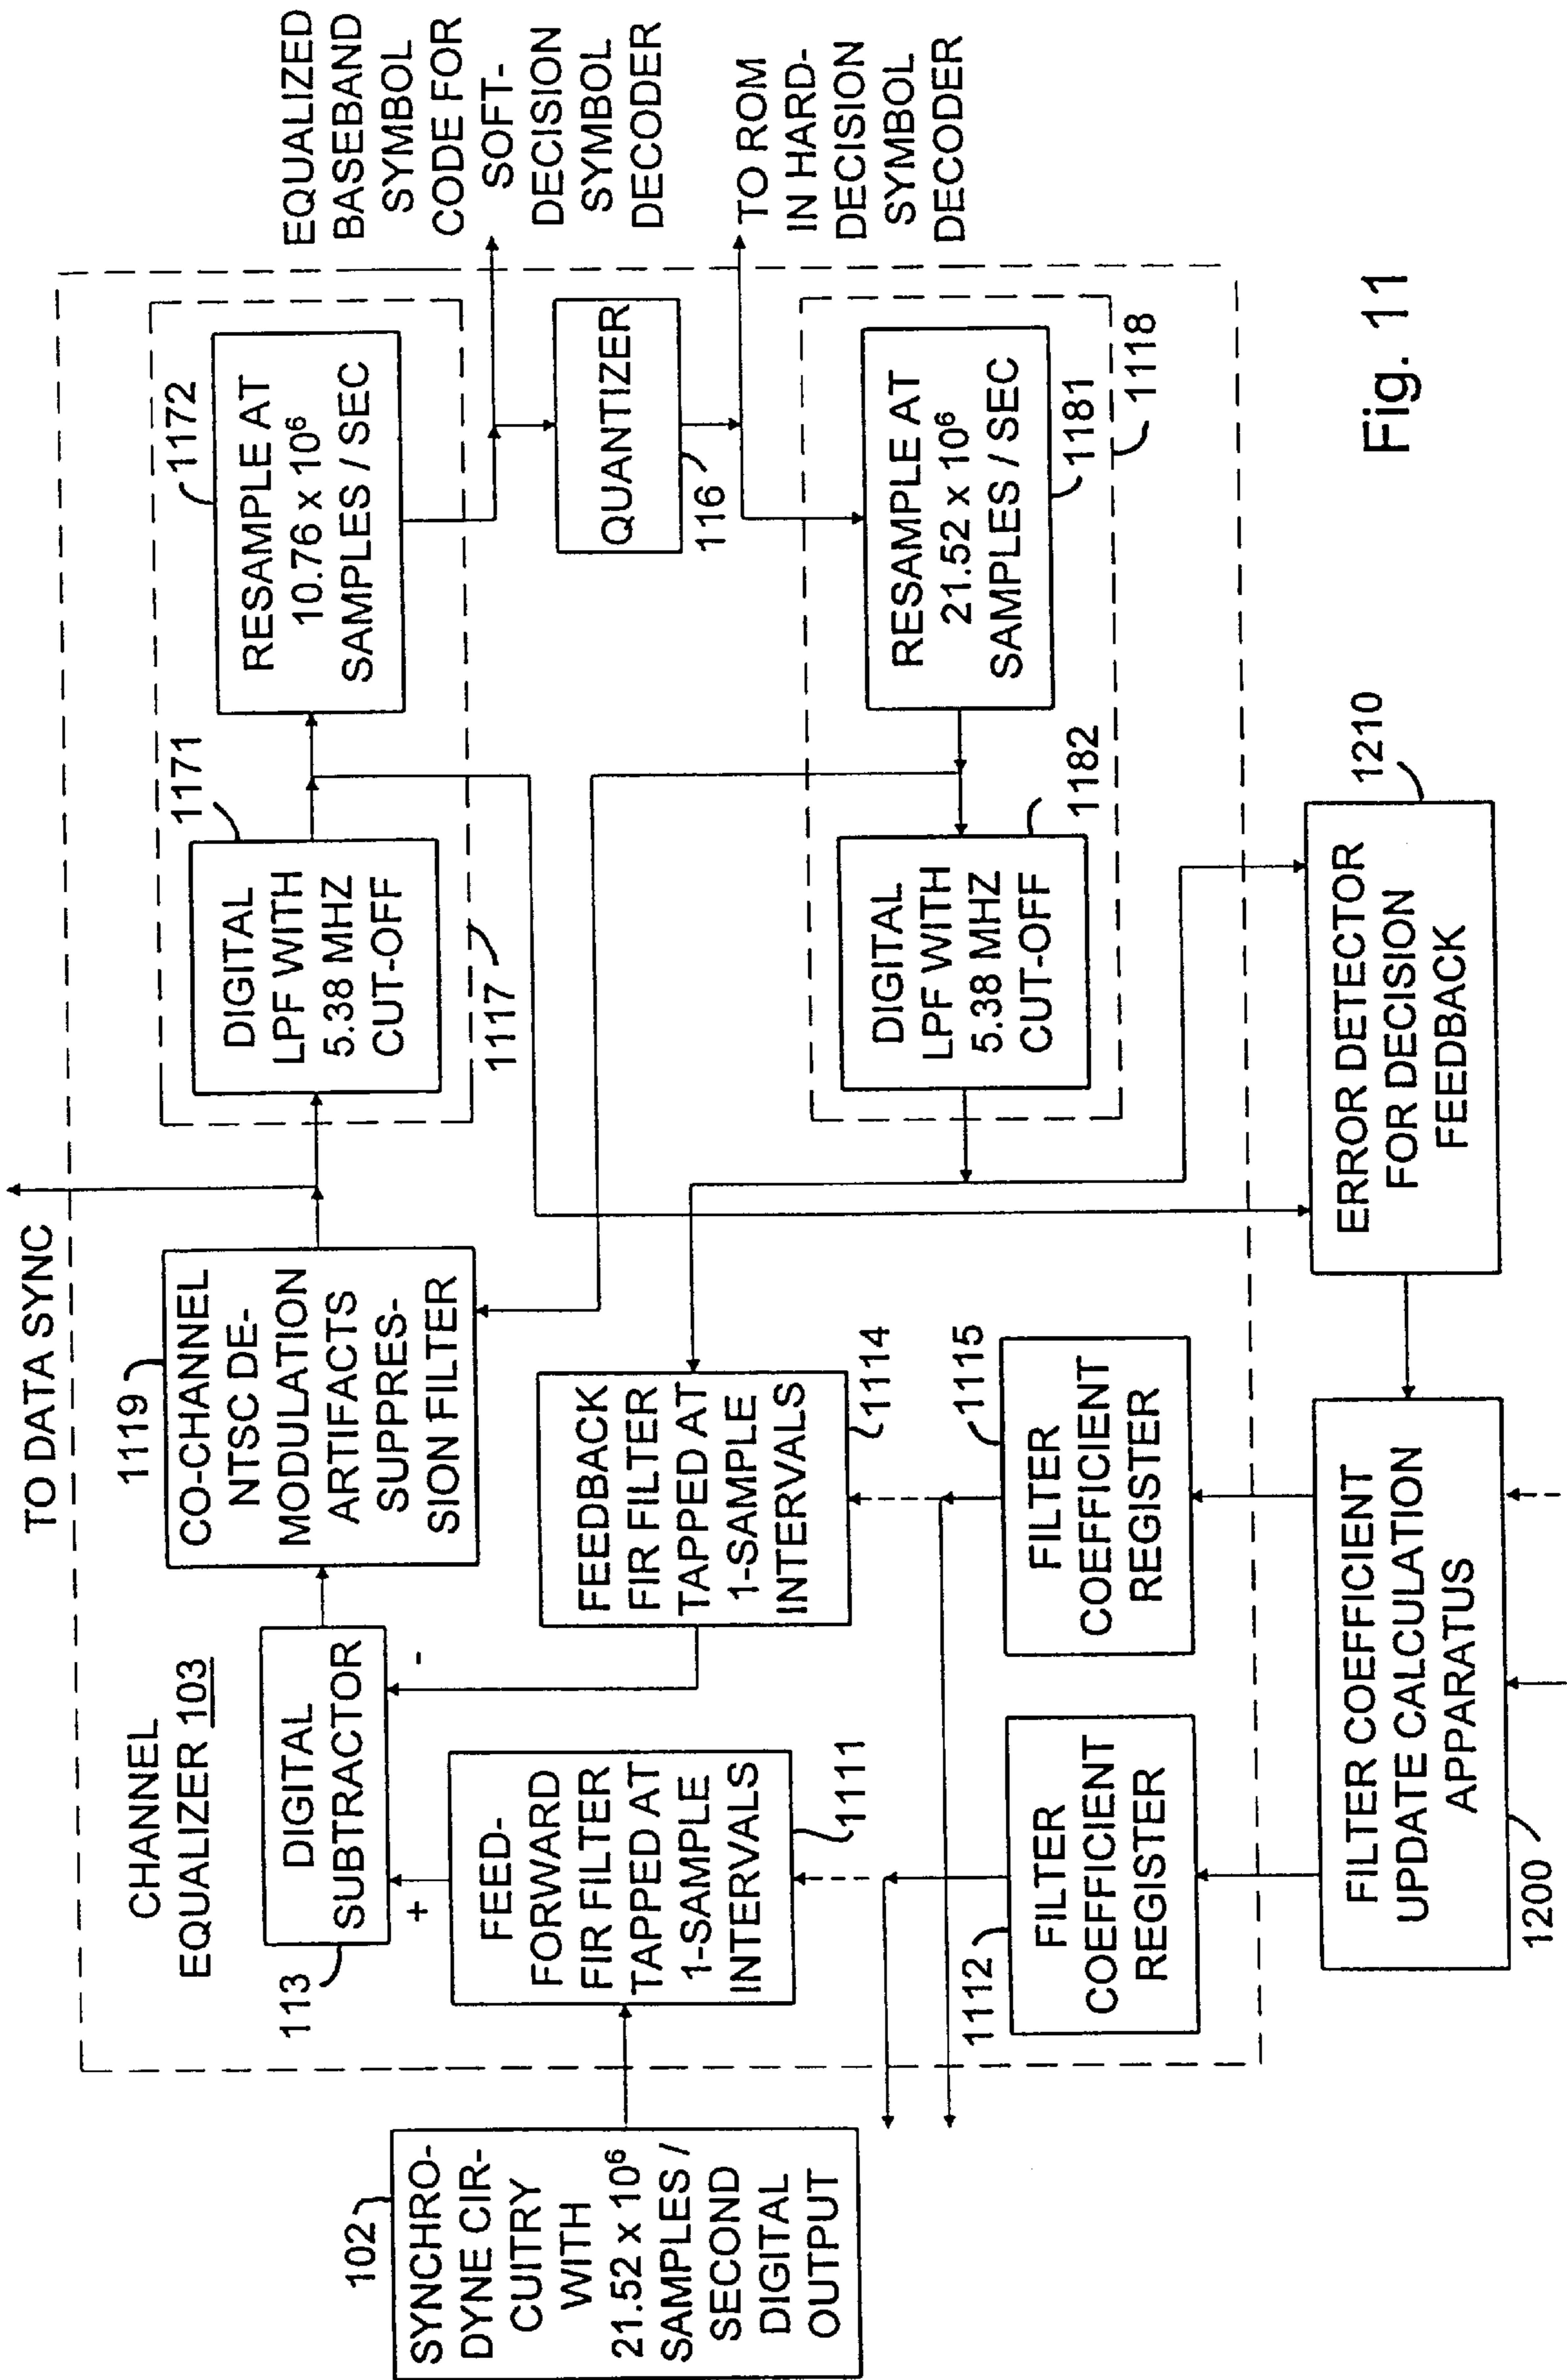 TO DATA SYNC
CHANNEL
EQUALIZER 103
113
DIGITAL
SUBTRACTOR
+
-
1119
CO-CHANNEL
NTSC DE-
MODULATION
ARTIFACTS
SUPPRES-
SION FILTER
1171
DIGITAL
LPF WITH
5.38 MHZ
CUT-OFF
1117
1172
RESAMPLE AT
10.76 x 10⁶
SAMPLES / SEC
EQUALIZED
BASEBAND
SYMBOL
CODE FOR
SOFT-
DECISION
SYMBOL
DECODER
102
SYNCHRO-
DYNE CIR-
CUITRY
WITH
21.52 x 10⁶
SAMPLES /
SECOND
DIGITAL
OUTPUT
FEED-
FORWARD
FIR FILTER
TAPPED AT
1-SAMPLE
INTERVALS
1111
FEEDBACK
FIR FILTER
TAPPED AT
1-SAMPLE
INTERVALS
1114
QUANTIZER
116
TO ROM
IN HARD-
DECISION
SYMBOL
DECODER
DIGITAL
LPF WITH
5.38 MHZ
CUT-OFF
1182
RESAMPLE AT
21.52 x 10⁶
SAMPLES / SEC
1181
1118
1112
FILTER
COEFFICIENT
REGISTER
1115
FILTER
COEFFICIENT
REGISTER
1200
FILTER COEFFICIENT
UPDATE CALCULATION
APPARATUS
1210
ERROR DETECTOR
FOR DECISION
FEEDBACK
Fig. 11